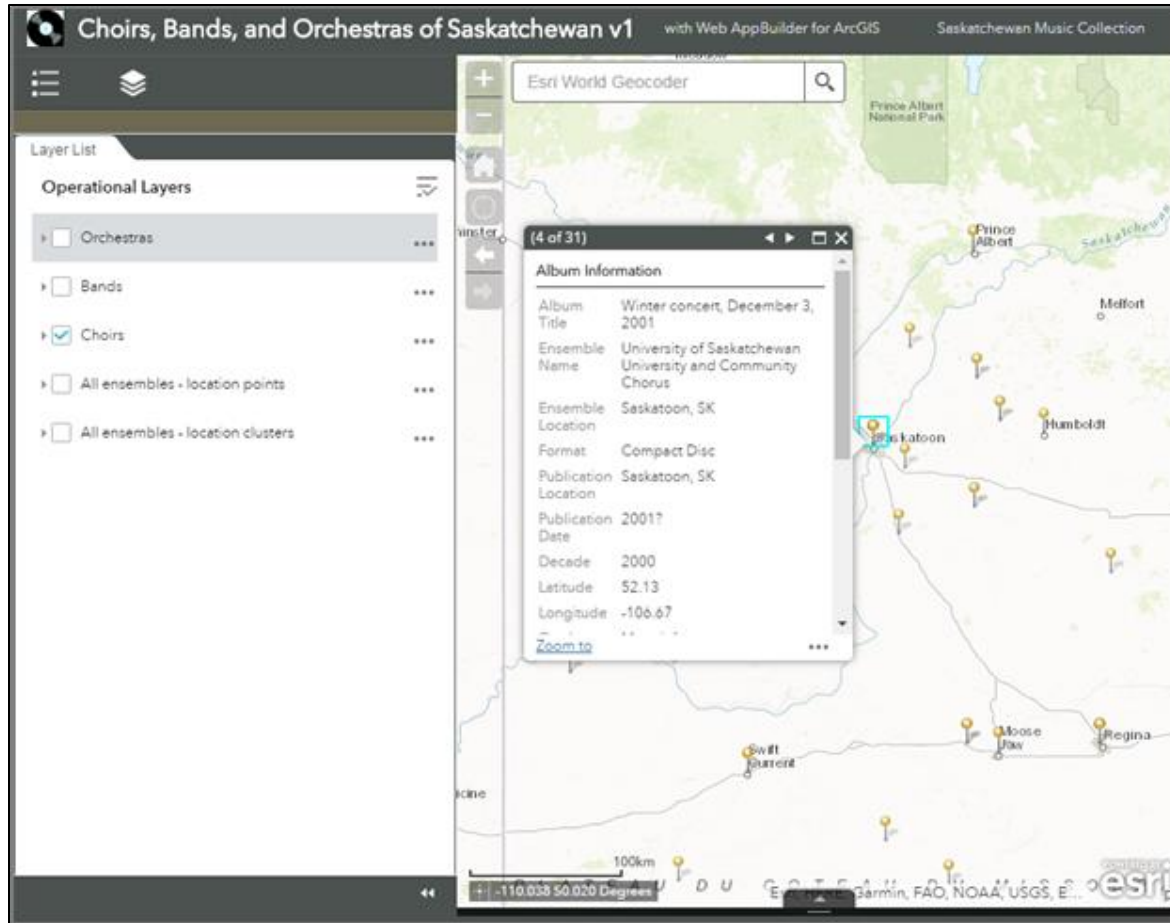 Choirs, Bands, and Orchestras of Saskatchewan v1
with Web AppBuilder for ArcGIS
Saskatchewan Music Collection
Layer List
Operational Layers
Orchestras
Bands
Choirs
All ensembles - location points
All ensembles - location clusters
Esri World Geocoder
(4 of 31)
Album Information
Album Title
Winter concert, December 3, 2001
Ensemble Name
University of Saskatchewan University and Community Chorus
Ensemble Location
Saskatoon, SK
Format
Compact Disc
Publication Location
Saskatoon, SK
Publication Date
2001?
Decade
2000
Latitude
52.13
Longitude
-106.67
Zoom to
Prince Albert
National Park
Prince
Albert
Melfort
Humboldt
Moose
Jaw
Regina
Swift
Current
100km
-110.038 50.020 Degrees
Garmin, FAO, NOAA, USGS, E...
esri